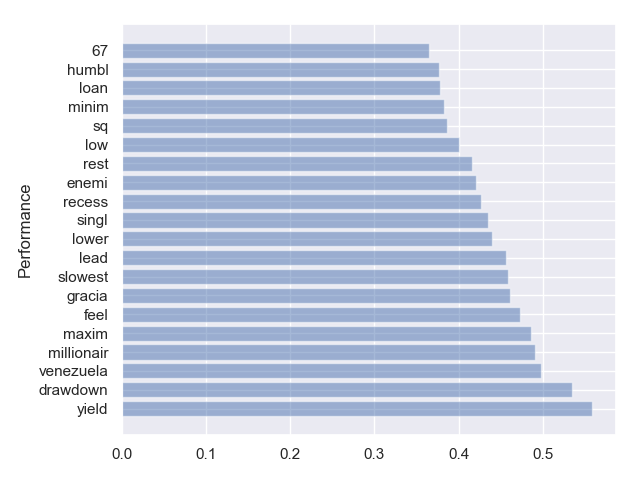 67
humbl
loan
minim
sq
low
rest
enemi
recess
singl
lower
lead
slowest
gracia
feel
maxim
millionair
venezuela
drawdown
yield
Performance
0.0 0.1 0.2 0.3 0.4 0.5